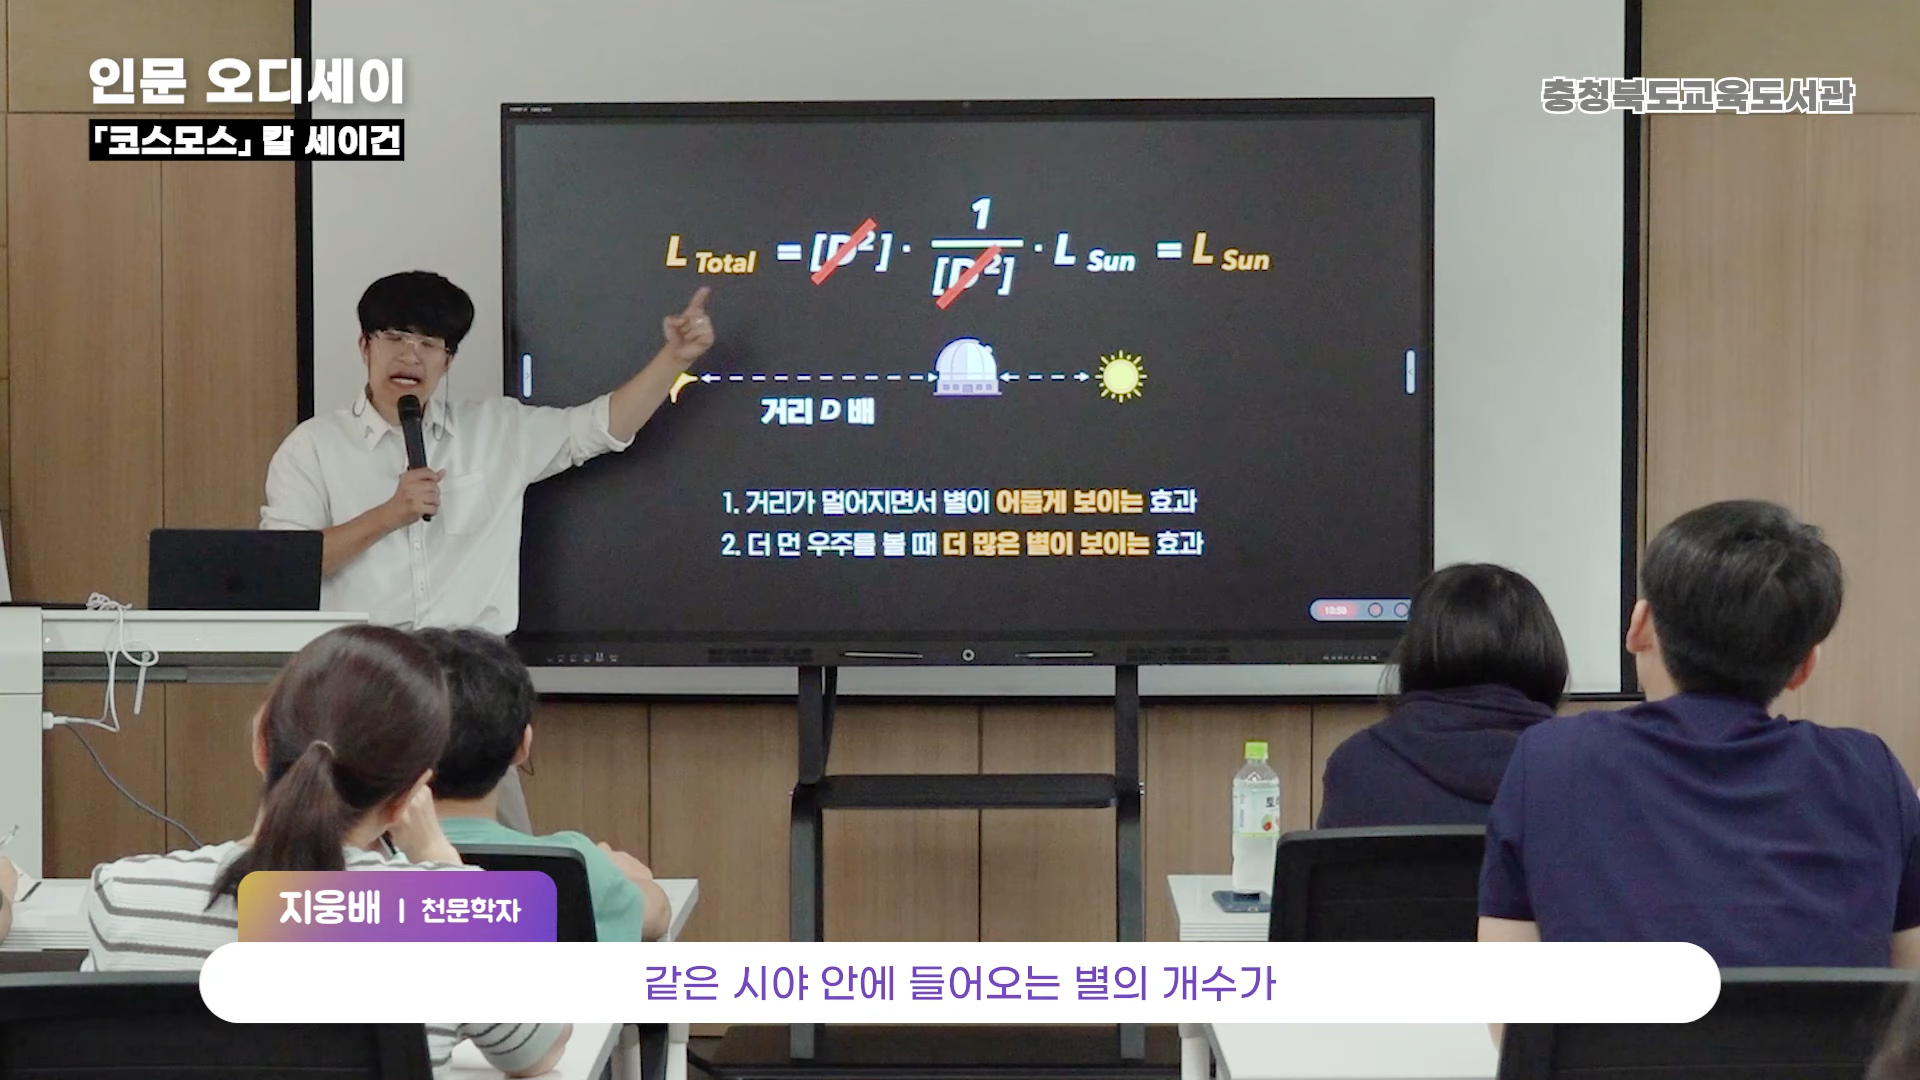 인문 오디세이
「코스모스」 칼 세이건
충청북도교육도서관
L Total = [D²] · 1/[D²] · L Sun = L Sun
거리 D 배
1. 거리가 멀어지면서 별이 어둡게 보이는 효과
2. 더 먼 우주를 볼 때 더 많은 별이 보이는 효과
지웅배 | 천문학자
같은 시야 안에 들어오는 별의 개수가